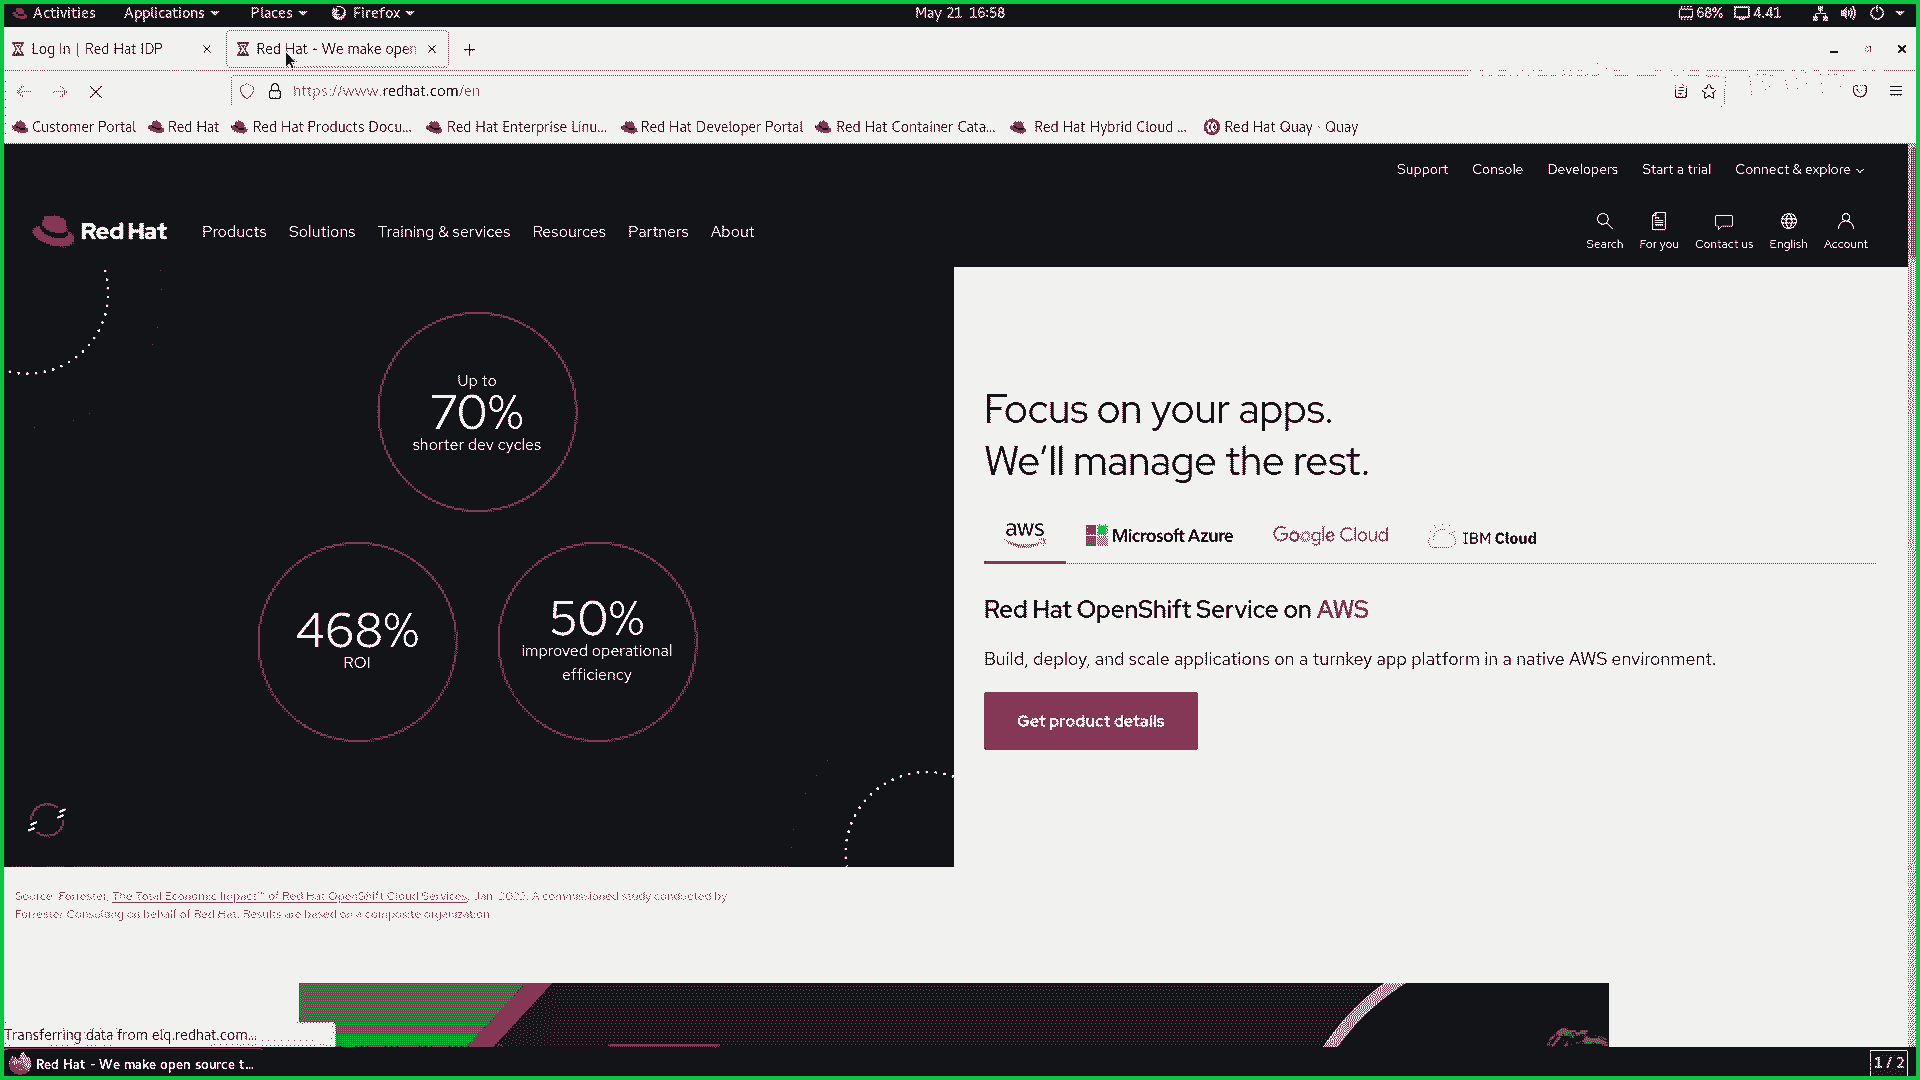 Activities Applications Places Firefox May 21 16:58 68% 4.41
Log In | Red Hat IDP Red Hat - We make open
https://www.redhat.com/en
Customer Portal Red Hat Red Hat Products Docu... Red Hat Enterprise Linu... Red Hat Developer Portal Red Hat Container Cata... Red Hat Hybrid Cloud ... Red Hat Quay · Quay
Support Console Developers Start a trial Connect & explore
Red Hat Products Solutions Training & services Resources Partners About
Search For you Contact us English Account
Up to
70%
shorter dev cycles
468%
ROI
50%
improved operational
efficiency
Focus on your apps.
We'll manage the rest.
aws Microsoft Azure Google Cloud IBM Cloud
Red Hat OpenShift Service on AWS
Build, deploy, and scale applications on a turnkey app platform in a native AWS environment.
Get product details
Source: Forrester, The Total Economic Impact™ of Red Hat OpenShift Cloud Services, Jan 2022. A commissioned study conducted by
Forrester Consulting on behalf of Red Hat. Results are based on a composite organization
Transferring data from elq.redhat.com...
Red Hat - We make open source t... 1 / 2